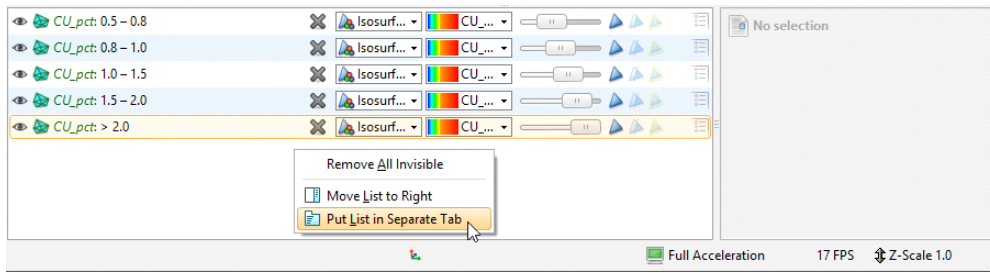 CU_pct: 0.5 – 0.8 Isosurf... CU_...
No selection
CU_pct: 0.8 – 1.0 Isosurf... CU_...
CU_pct: 1.0 – 1.5 Isosurf... CU_...
CU_pct: 1.5 – 2.0 Isosurf... CU_...
CU_pct: > 2.0 Isosurf... CU_...
Remove All Invisible
Move List to Right
Put List in Separate Tab
Full Acceleration 17 FPS Z-Scale 1.0